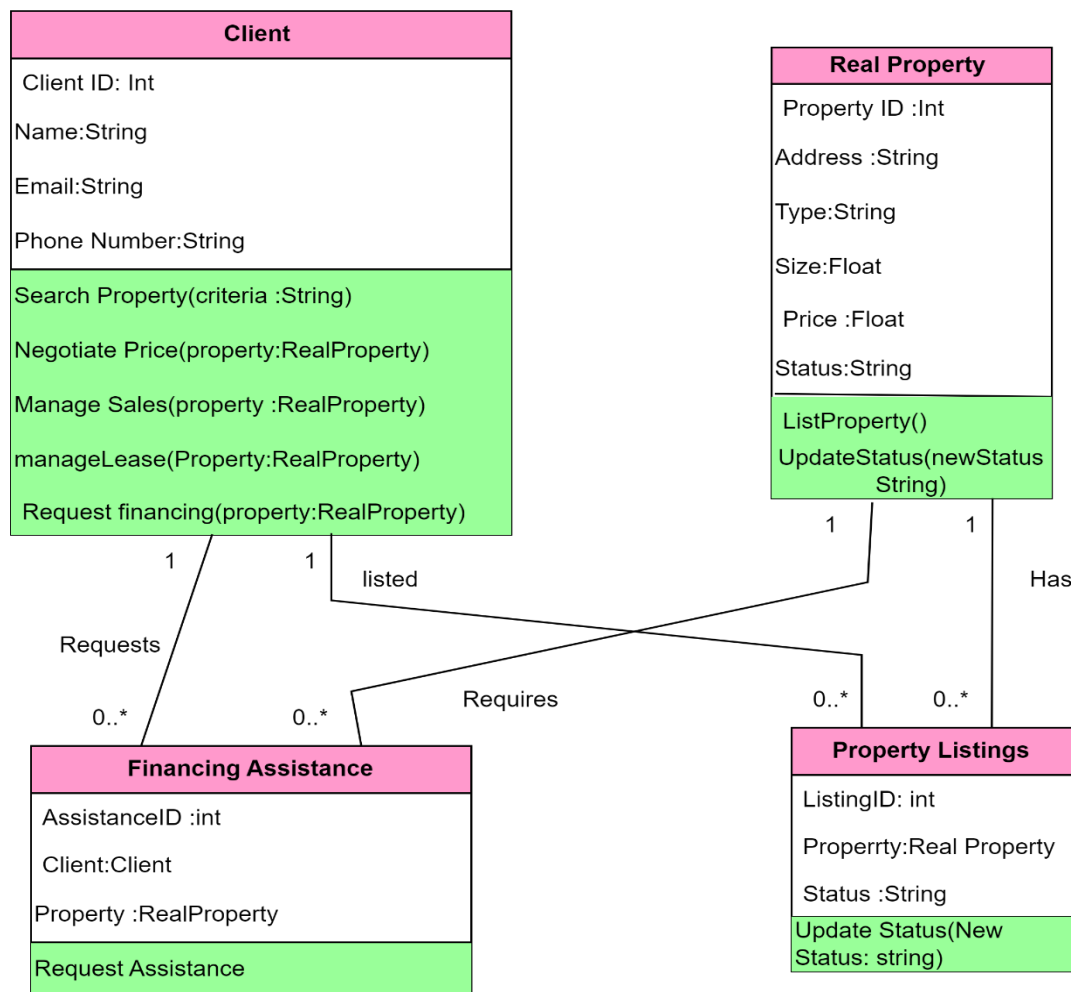 Client
Client ID: Int
Name:String
Email:String
Phone Number:String
Search Property(criteria :String)
Negotiate Price(property:RealProperty)
Manage Sales(property :RealProperty)
manageLease(Property:RealProperty)
Request financing(property:RealProperty)
Real Property
Property ID :Int
Address :String
Type:String
Size:Float
Price :Float
Status:String
ListProperty()
UpdateStatus(newStatus
String)
1
1
listed
1
1
Has
Requests
Requires
0..*
0..*
0..*
0..*
Financing Assistance
AssistanceID :int
Client:Client
Property :RealProperty
Request Assistance
Property Listings
ListingID: int
Properrty:Real Property
Status :String
Update Status(New
Status: string)